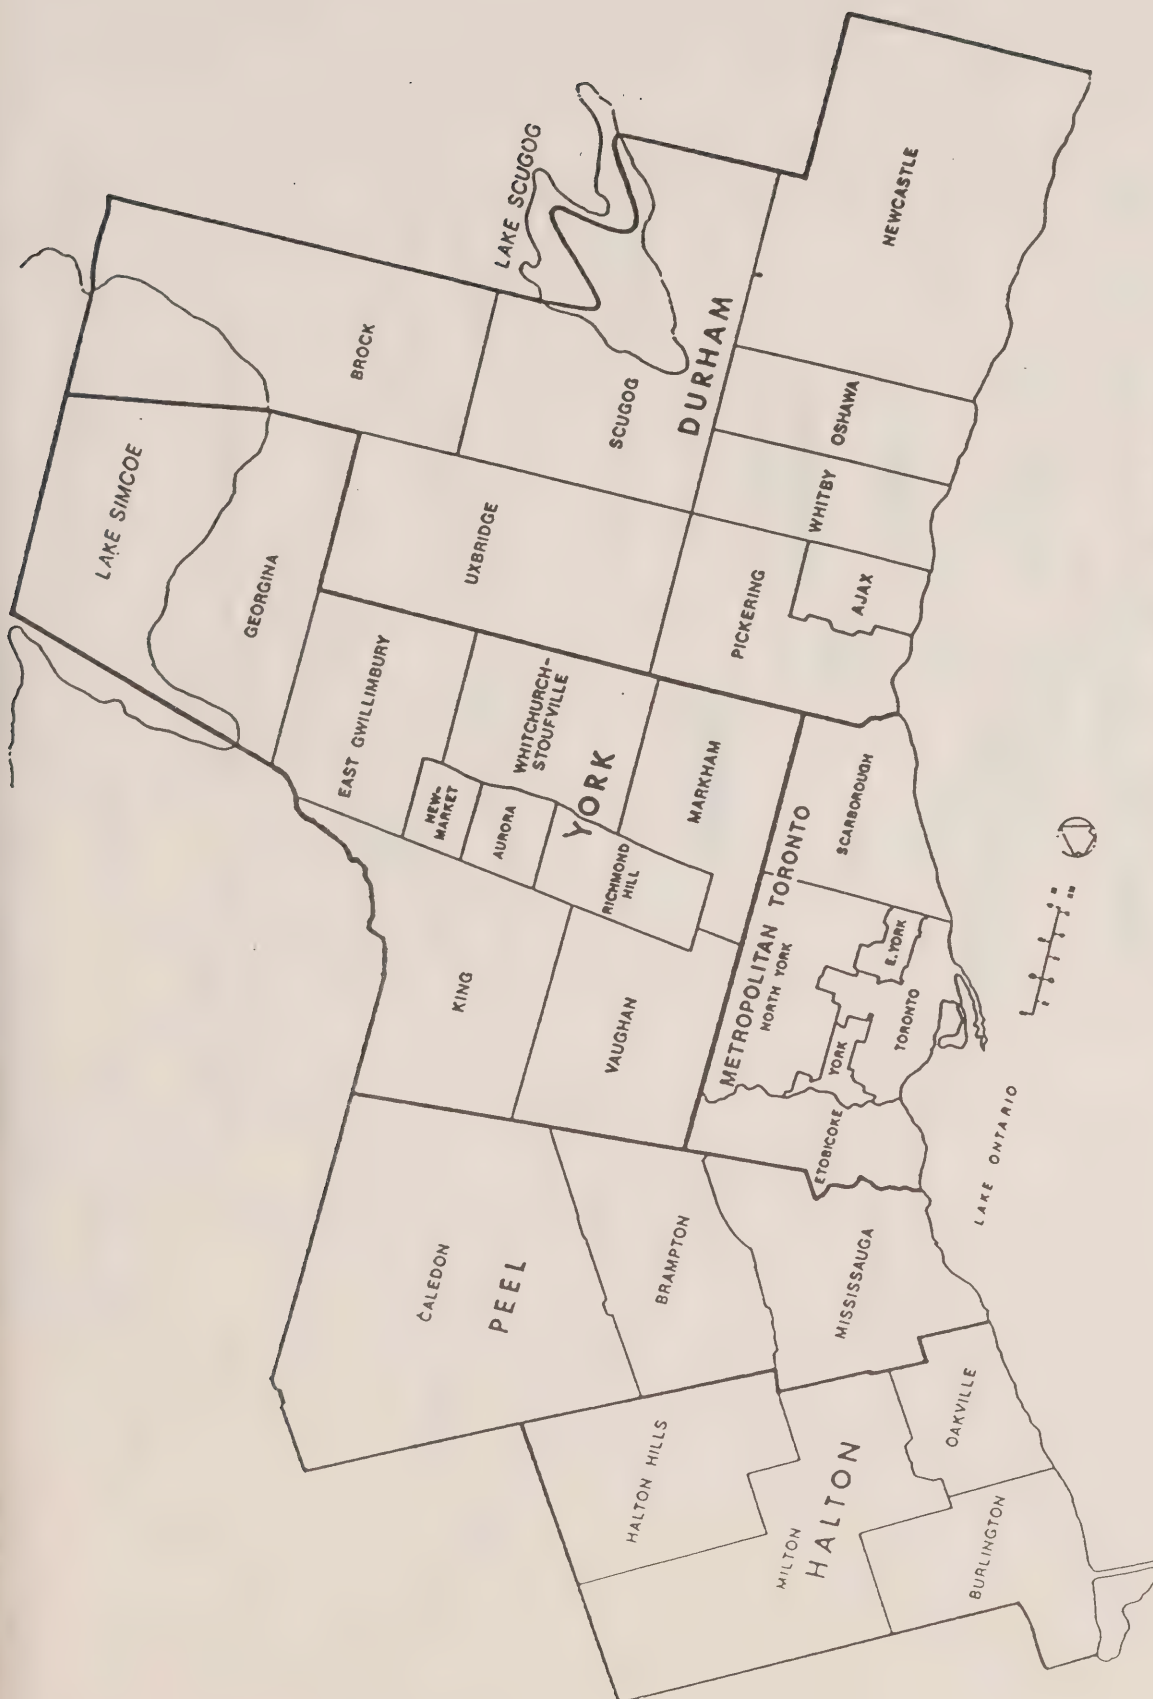 LAKE SIMCOE
GEORGINA
BROCK
LAKE SCUGOG
SCUGOG
UXBRIDGE
DURHAM
NEWCASTLE
OSHAWA
WHITBY
AJAX
PICKERING
EAST GWILLIMBURY
WHITCHURCH-
STOUFVILLE
NEW-
MARKET
AURORA
YORK
RICHMOND
HILL
MARKHAM
KING
VAUGHAN
METROPOLITAN TORONTO
SCARBOROUGH
NORTH YORK
E. YORK
YORK
TORONTO
ETOBICOKE
LAKE ONTARIO
CALEDON
PEEL
BRAMPTON
MISSISSAUGA
HALTON HILLS
MILTON
HALTON
OAKVILLE
BURLINGTON